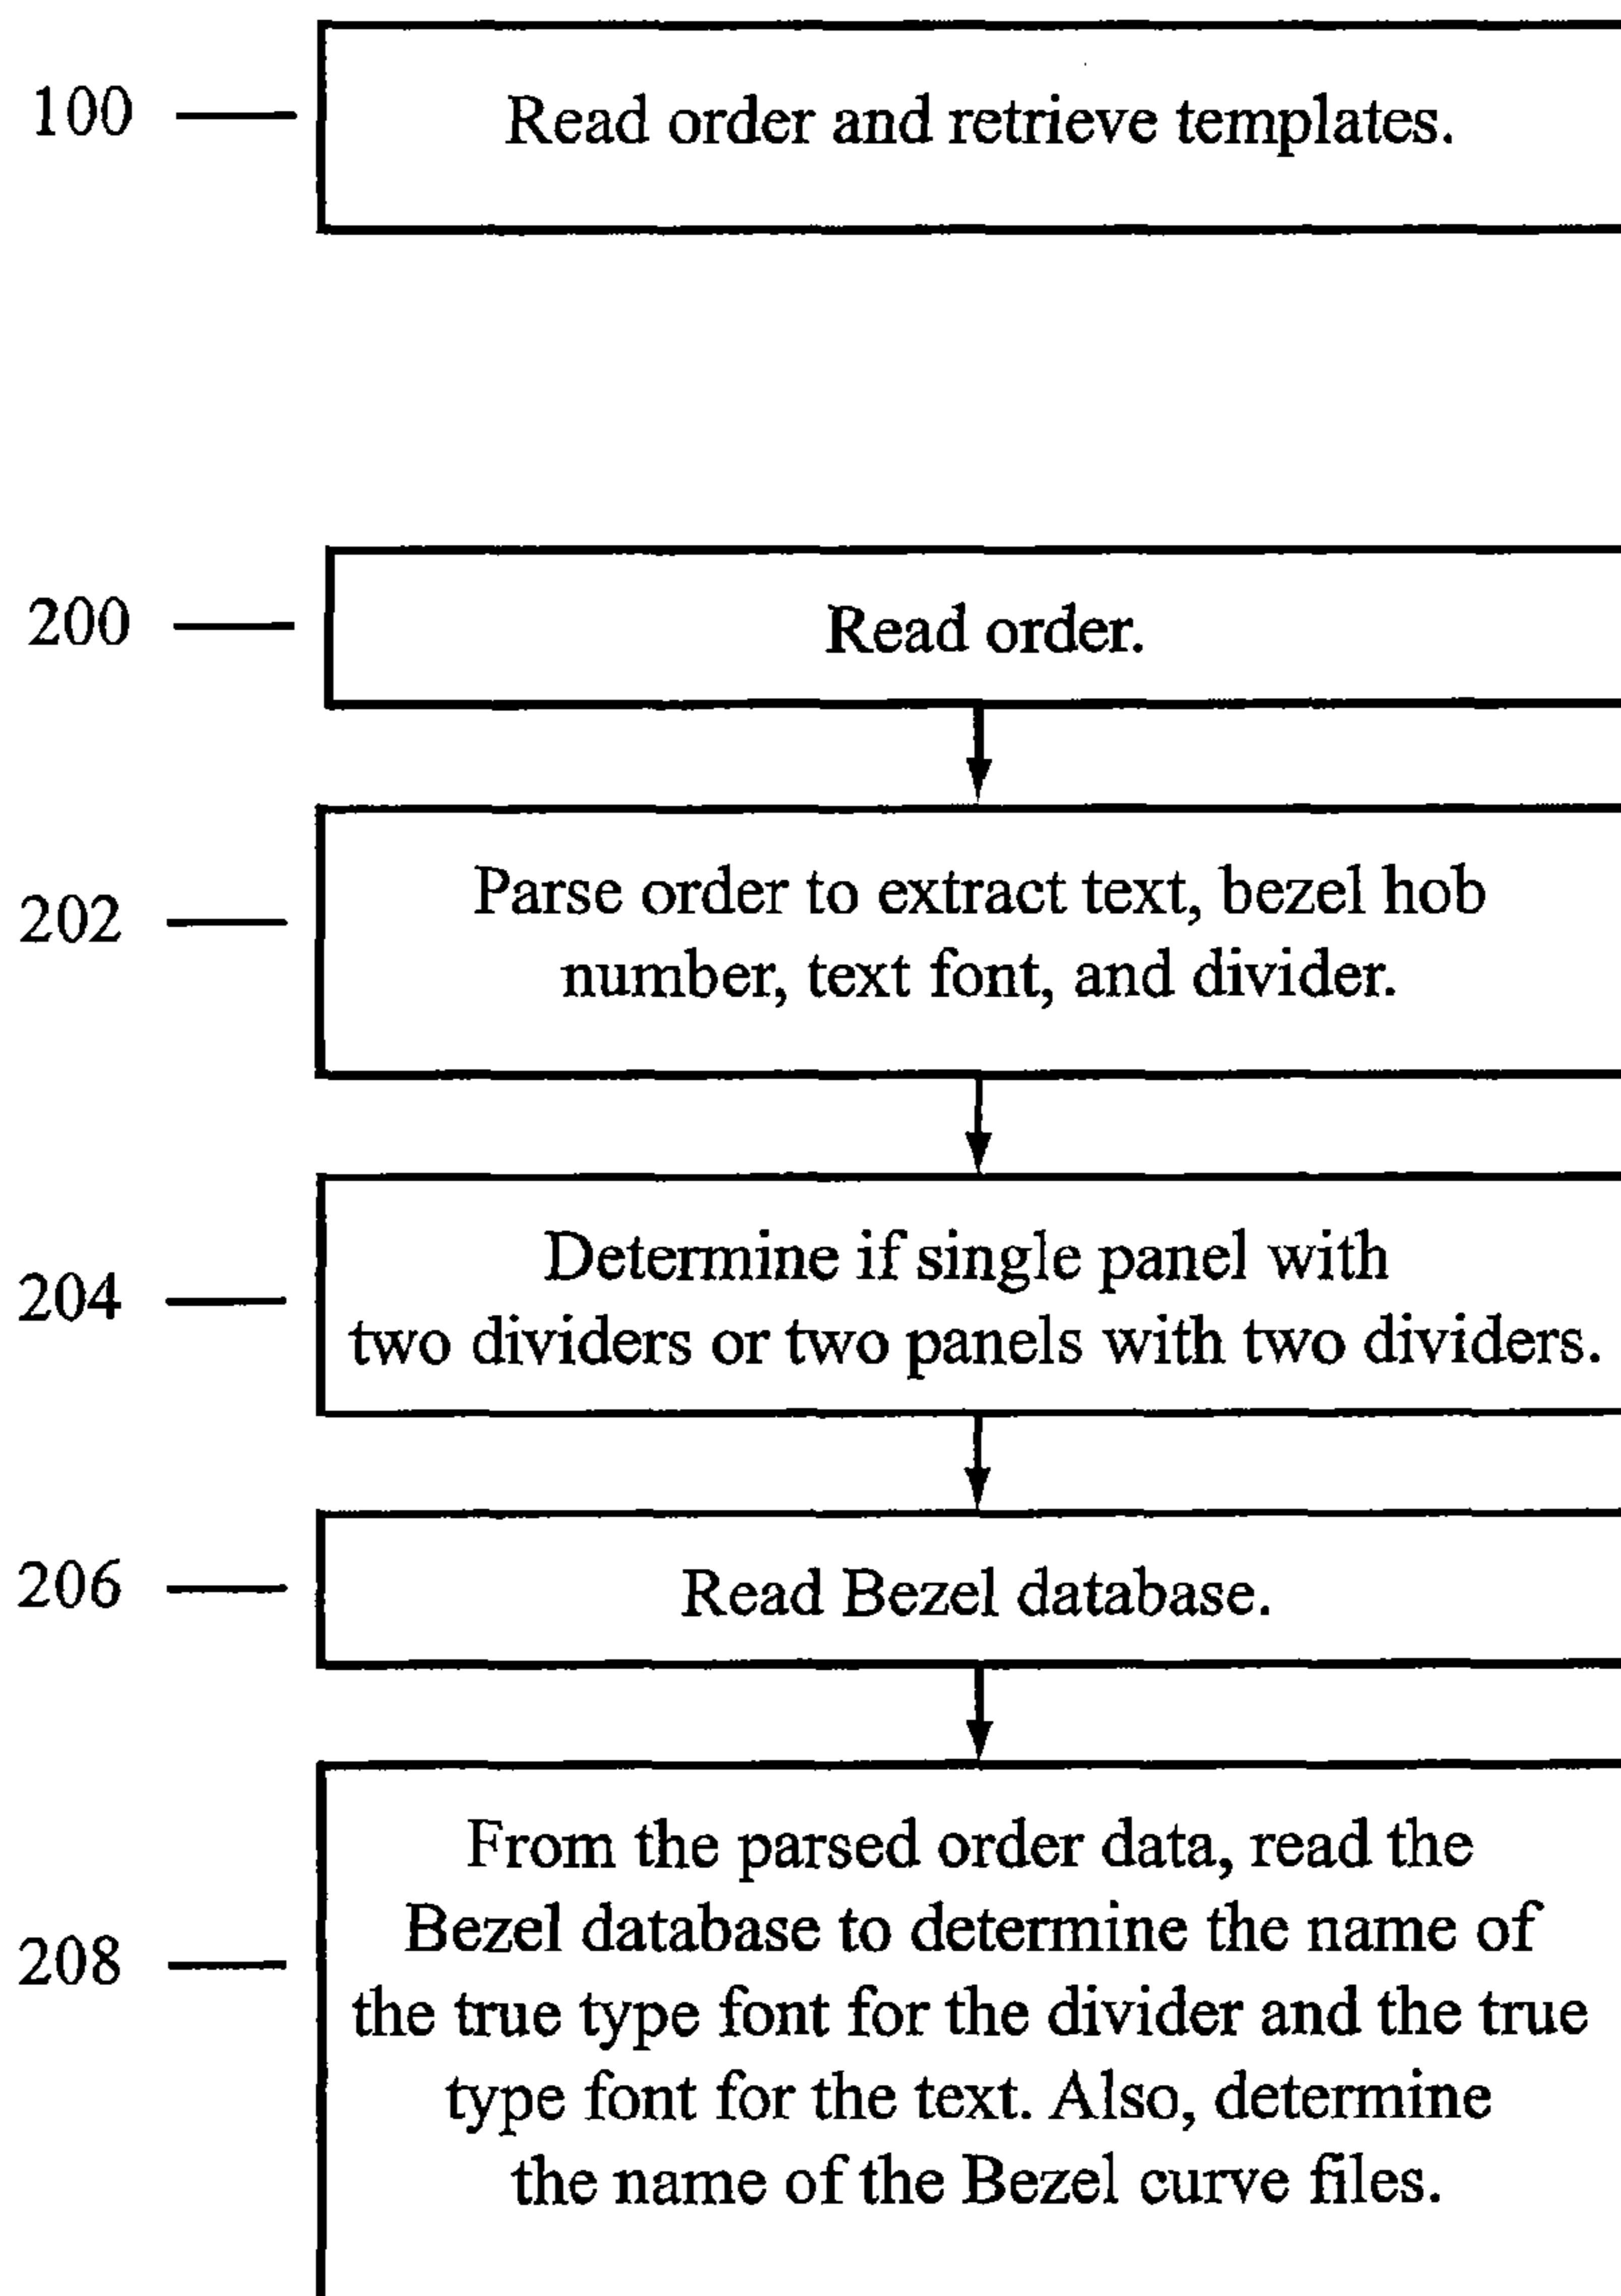 100
Read order and retrieve templates.
200
Read order.
202
Parse order to extract text, bezel hob
number, text font, and divider.
204
Determine if single panel with
two dividers or two panels with two dividers.
206
Read Bezel database.
208
From the parsed order data, read the
Bezel database to determine the name of
the true type font for the divider and the true
type font for the text. Also, determine
the name of the Bezel curve files.